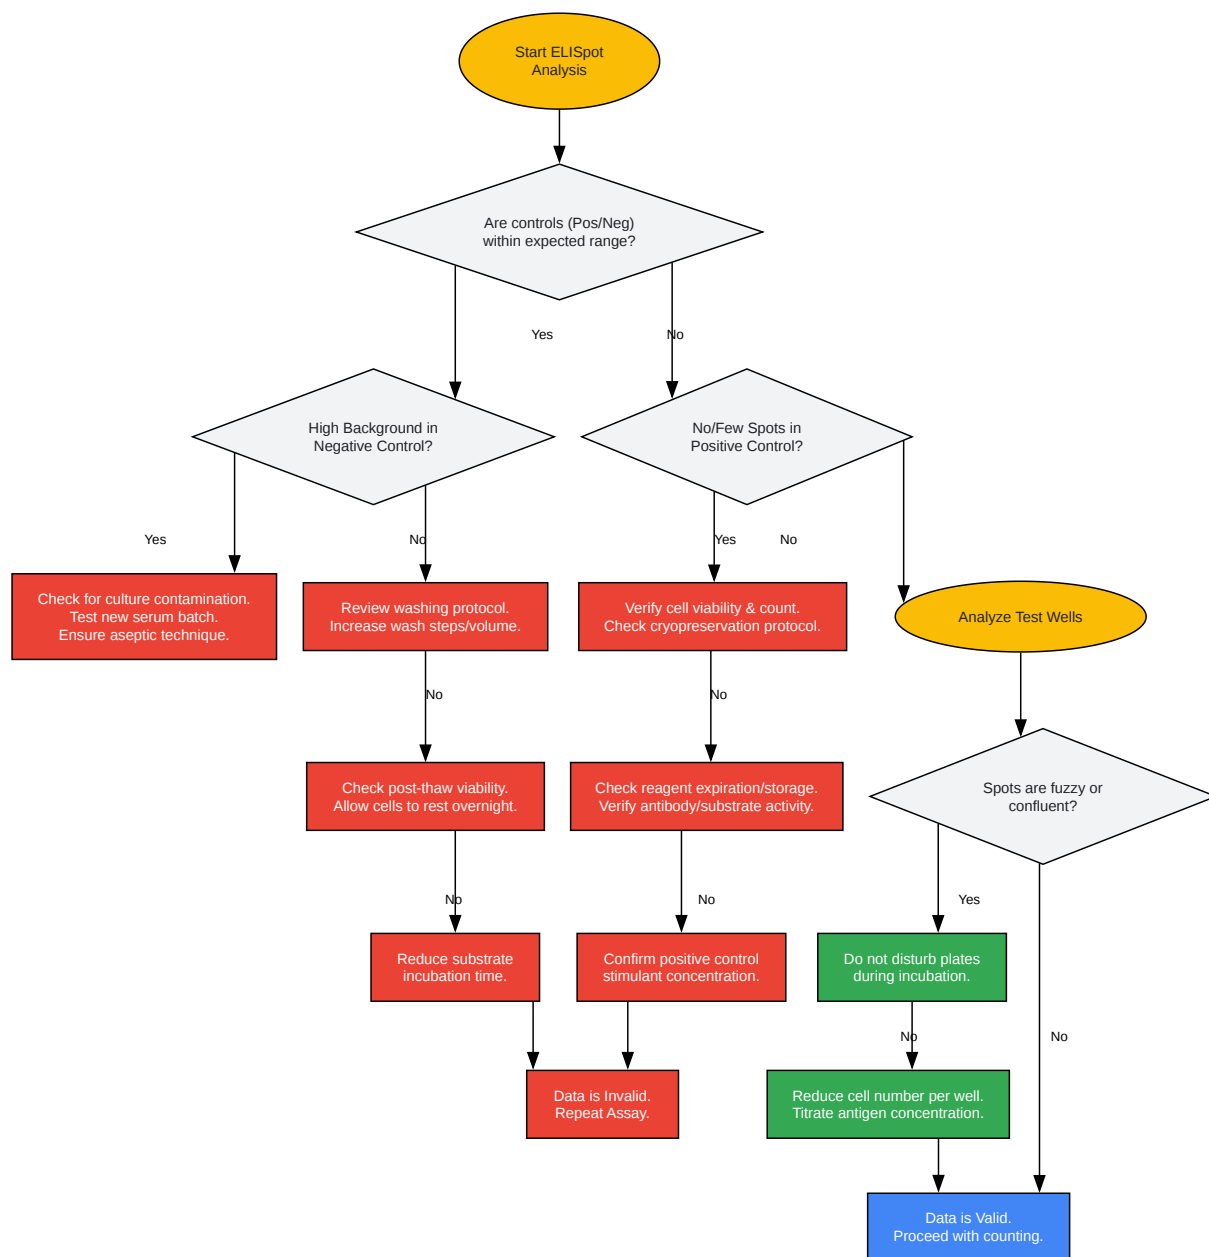 Start ELISpot
Analysis
Are controls (Pos/Neg)
within expected range?
Yes
No
High Background in
Negative Control?
No/Few Spots in
Positive Control?
Yes
No
Yes
No
Check for culture contamination.
Test new serum batch.
Ensure aseptic technique.
Review washing protocol.
Increase wash steps/volume.
Verify cell viability & count.
Check cryopreservation protocol.
Analyze Test Wells
No
No
Check post-thaw viability.
Allow cells to rest overnight.
Check reagent expiration/storage.
Verify antibody/substrate activity.
Spots are fuzzy or
confluent?
No
No
Yes
Reduce substrate
incubation time.
Confirm positive control
stimulant concentration.
Do not disturb plates
during incubation.
No
No
Data is Invalid.
Repeat Assay.
Reduce cell number per well.
Titrate antigen concentration.
Data is Valid.
Proceed with counting.